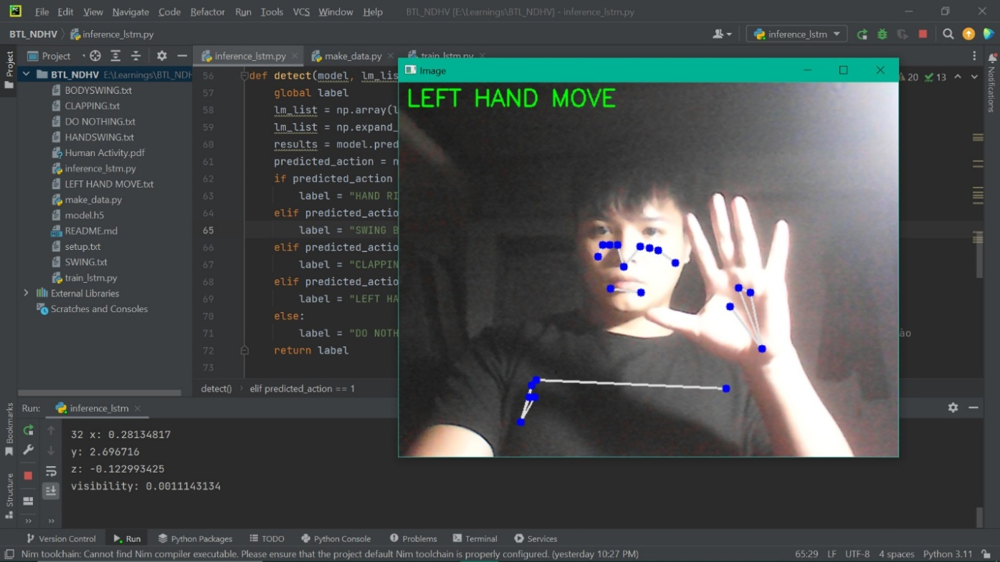 File Edit View Navigate Code Refactor Run Tools VCS Window Help BTL_NDHV [E:\Learnings\BTL_NDHV] - inference_lstm.py
BTL_NDHV inference_lstm.py inference_lstm
Project
Project
inference_lstm.py make_data.py train_lstm.py
BTL_NDHV E:\Learnings\BTL_NDH
BODYSWING.txt
CLAPPING.txt
DO NOTHING.txt
HANDSWING.txt
Human Activity.pdf
inference_lstm.py
LEFT HAND MOVE.txt
make_data.py
model.h5
README.md
setup.txt
SWING.txt
train_lstm.py
External Libraries
Scratches and Consoles
56 def detect(model, lm_lis
57 global label
58 lm_list = np.array(l
59 lm_list = np.expand_
60 results = model.pred
61 predicted_action = n
62 if predicted_action
63 label = "HAND RI
64 elif predicted_actio
65 label = "SWING B
66 elif predicted_actio
67 label = "CLAPPIN
68 elif predicted_actio
69 label = "LEFT HA
70 else:
71 label = "DO NOTH
ào
72 return label
73
detect() elif predicted_action == 1
20 13
Notifications
Image
LEFT HAND MOVE
Run: inference_lstm
32 x: 0.28134817
y: 2.696716
z: -0.122993425
visibility: 0.0011143134
Bookmarks
Structure
Version Control Run Python Packages TODO Python Console Problems Terminal Services
Nim toolchain: Cannot find Nim compiler executable. Please ensure that the project default Nim toolchain is properly configured. (yesterday 10:27 PM) 65:29 LF UTF-8 4 spaces Python 3.11